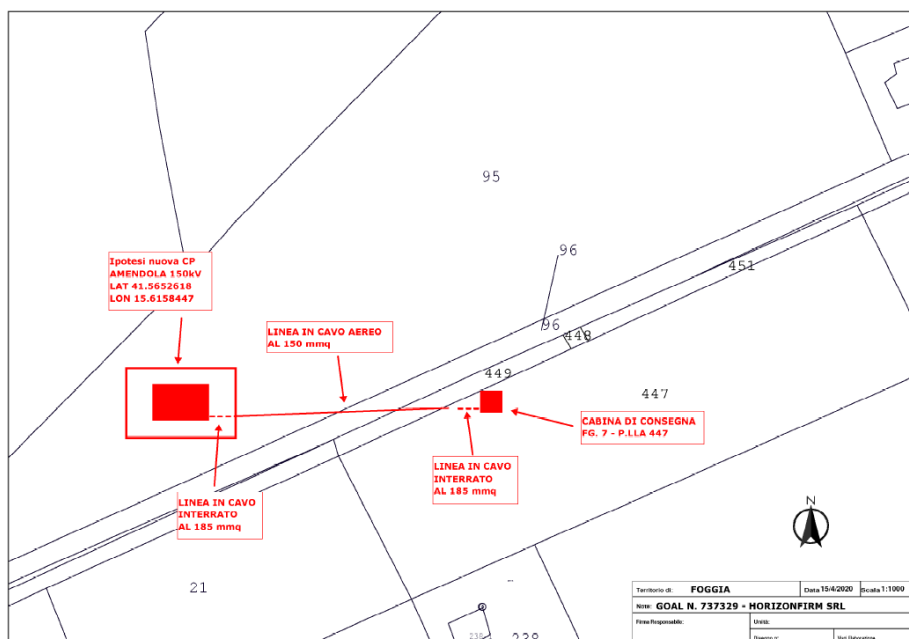 95
96
Ipotesi nuova CP
AMENDOLA 150kV
LAT 41.5652618
LON 15.6158447
451
LINEA IN CAVO AEREO
AL 150 mmq
96
448
449
447
CABINA DI CONSEGNA
FG. 7 - P.LLA 447
LINEA IN CAVO
INTERRATO
AL 185 mmq
LINEA IN CAVO
INTERRATO
AL 185 mmq
N
21
Territorio di: FOGGIA Data 15/4/2020 Scala 1:1000
Note: GOAL N. 737329 - HORIZONFIRM SRL
Firma Responsabile: Unità:
238
238